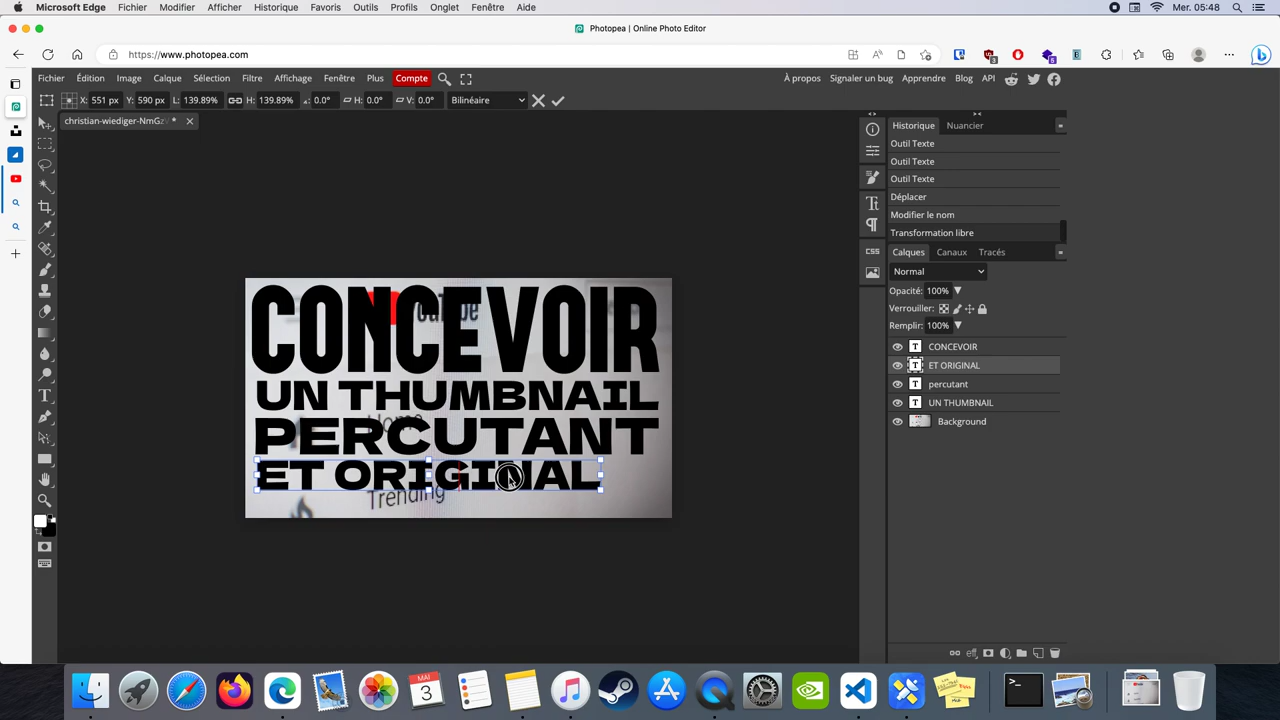 Microsoft Edge Fichier Modifier Afficher Historique Favoris Outils Profils Onglet Fenêtre Aide Mer. 05:48
Photopea | Online Photo Editor
https://www.photopea.com
Fichier Édition Image Calque Sélection Filtre Affichage Fenêtre Plus Compte À propos Signaler un bug Apprendre Blog API
X: 551 px Y: 590 px L: 139.89% H: 139.89% 0.0° H: 0.0° V: 0.0° Bilinéaire
Historique Nuancier
Outil Texte
Outil Texte
Outil Texte
Déplacer
Modifier le nom
Transformation libre
Calques Canaux Tracés
Normal
Opacité: 100%
Verrouiller:
Remplir: 100%
CONCEVOIR
ET ORIGINAL
percutant
UN THUMBNAIL
Background
CSS
CONCEVOIR
UN THUMBNAIL
PERCUTANT
ET ORIGINAL
Trending
MAI
3